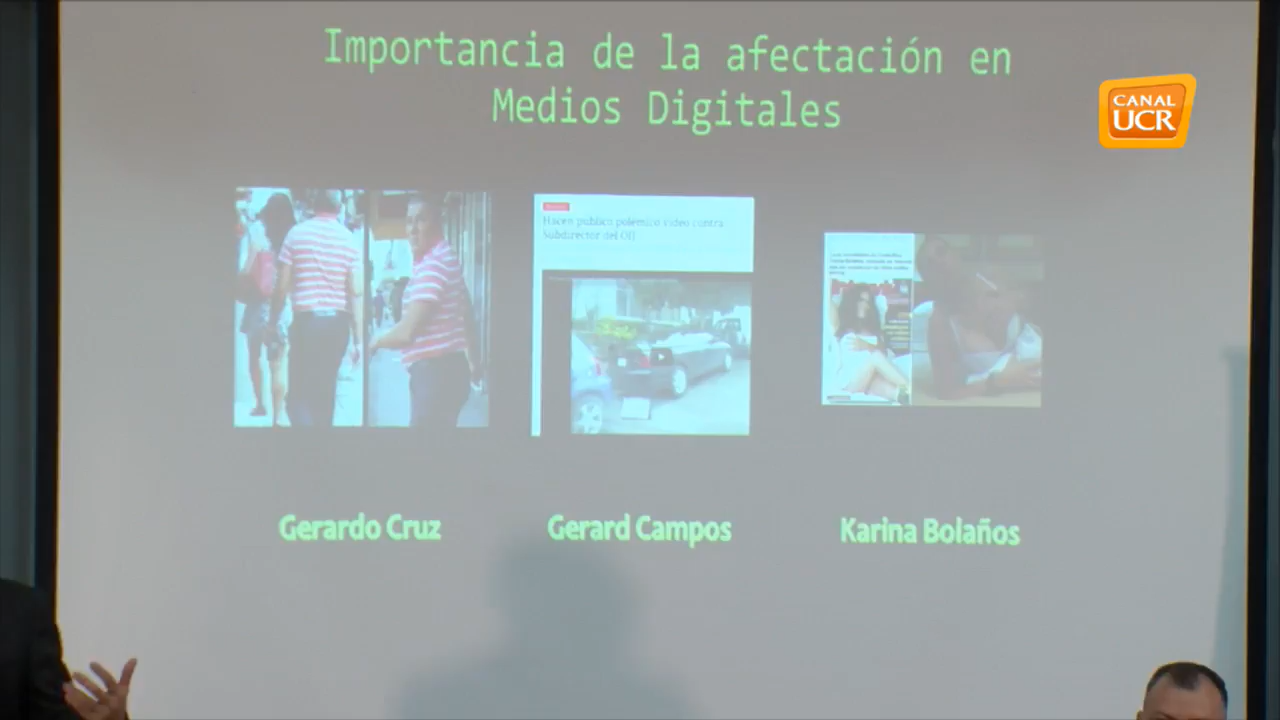 Importancia de la afectación en
Medios Digitales
CANAL
UCR
Hacen público polémico video contra
Subdirector del OIJ
Gerardo Cruz
Gerard Campos
Karina Bolaños